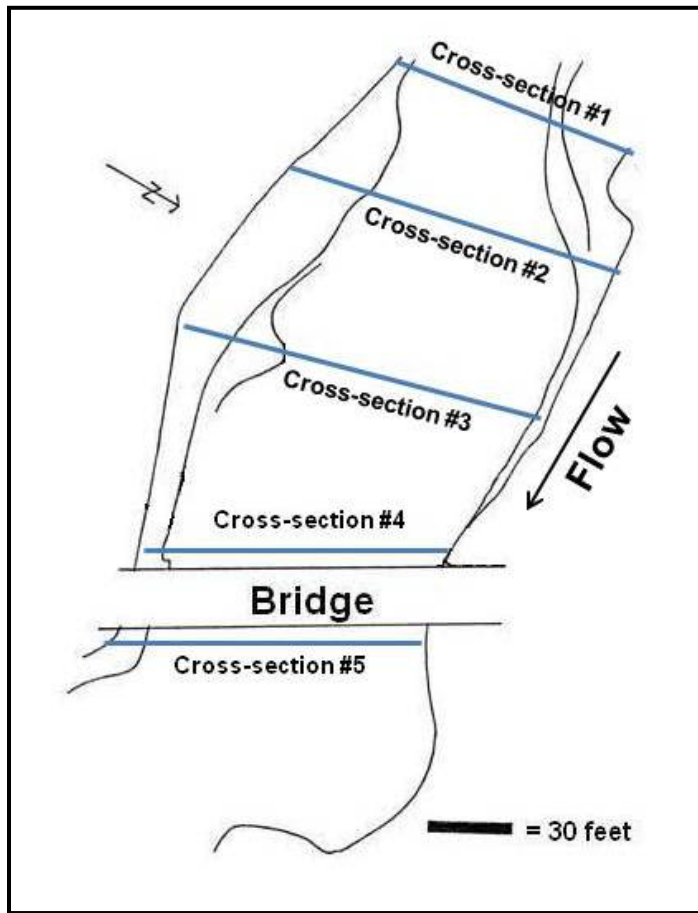 Cross-section #1
N
Cross-section #2
Cross-section #3
Flow
Cross-section #4
Bridge
Cross-section #5
= 30 feet